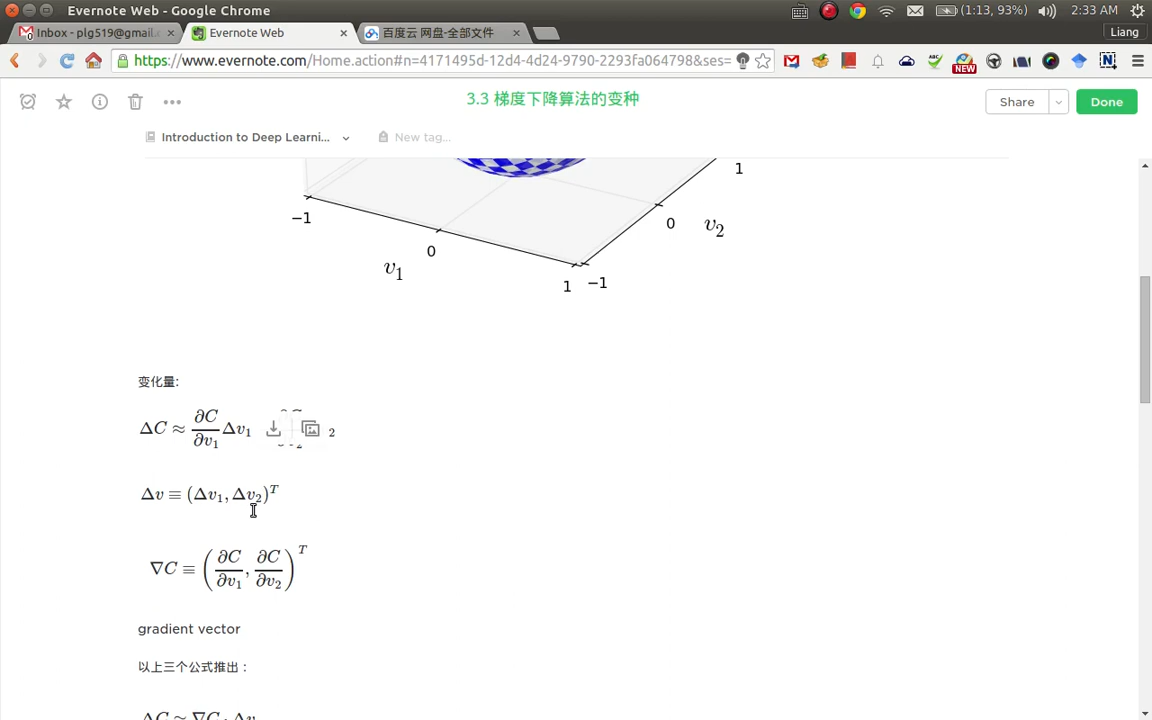 Evernote Web - Google Chrome
(1:13, 93%)
2:33 AM
Inbox - plg519@gmail.
Evernote Web
百度云 网盘-全部文件
Liang
https://www.evernote.com/Home.action#n=4171495d-12d4-4d24-9790-2293fa064798&ses=
NEW
3.3 梯度下降算法的变种
Share
Done
Introduction to Deep Learni...
New tag...
1
−1
0
v₂
0
v₁
1
−1
变化量:
ΔC ≈ ∂C/∂v₁ Δv₁
₂
Δv ≡ (Δv₁, Δv₂)ᵀ
∇C ≡ (∂C/∂v₁, ∂C/∂v₂)ᵀ
gradient vector
以上三个公式推出：
ΔC ≈ ∇C · Δv